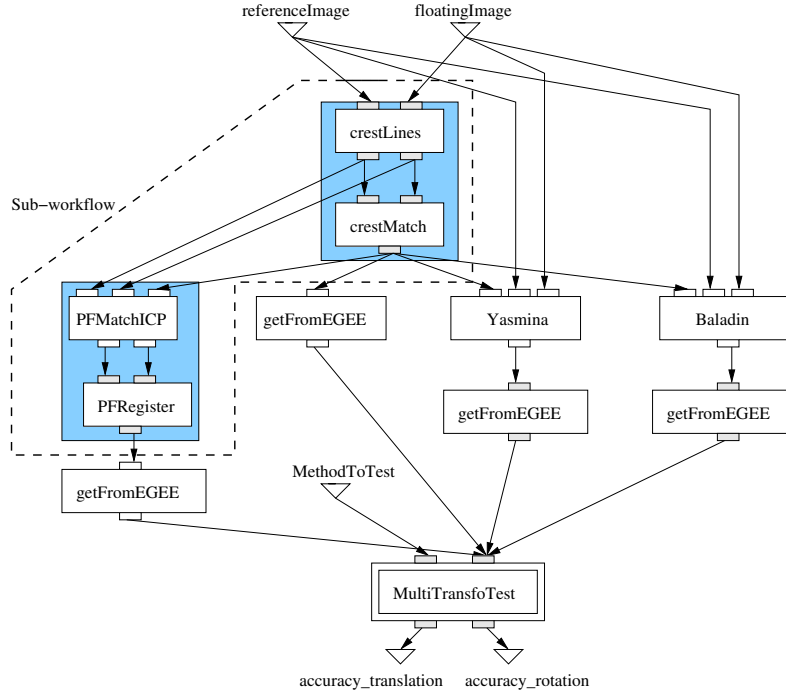 referenceImage
floatingImage
crestLines
Sub−workflow
crestMatch
PFMatchICP
getFromEGEE
Yasmina
Baladin
PFRegister
getFromEGEE
getFromEGEE
MethodToTest
getFromEGEE
MultiTransfoTest
accuracy_translation
accuracy_rotation